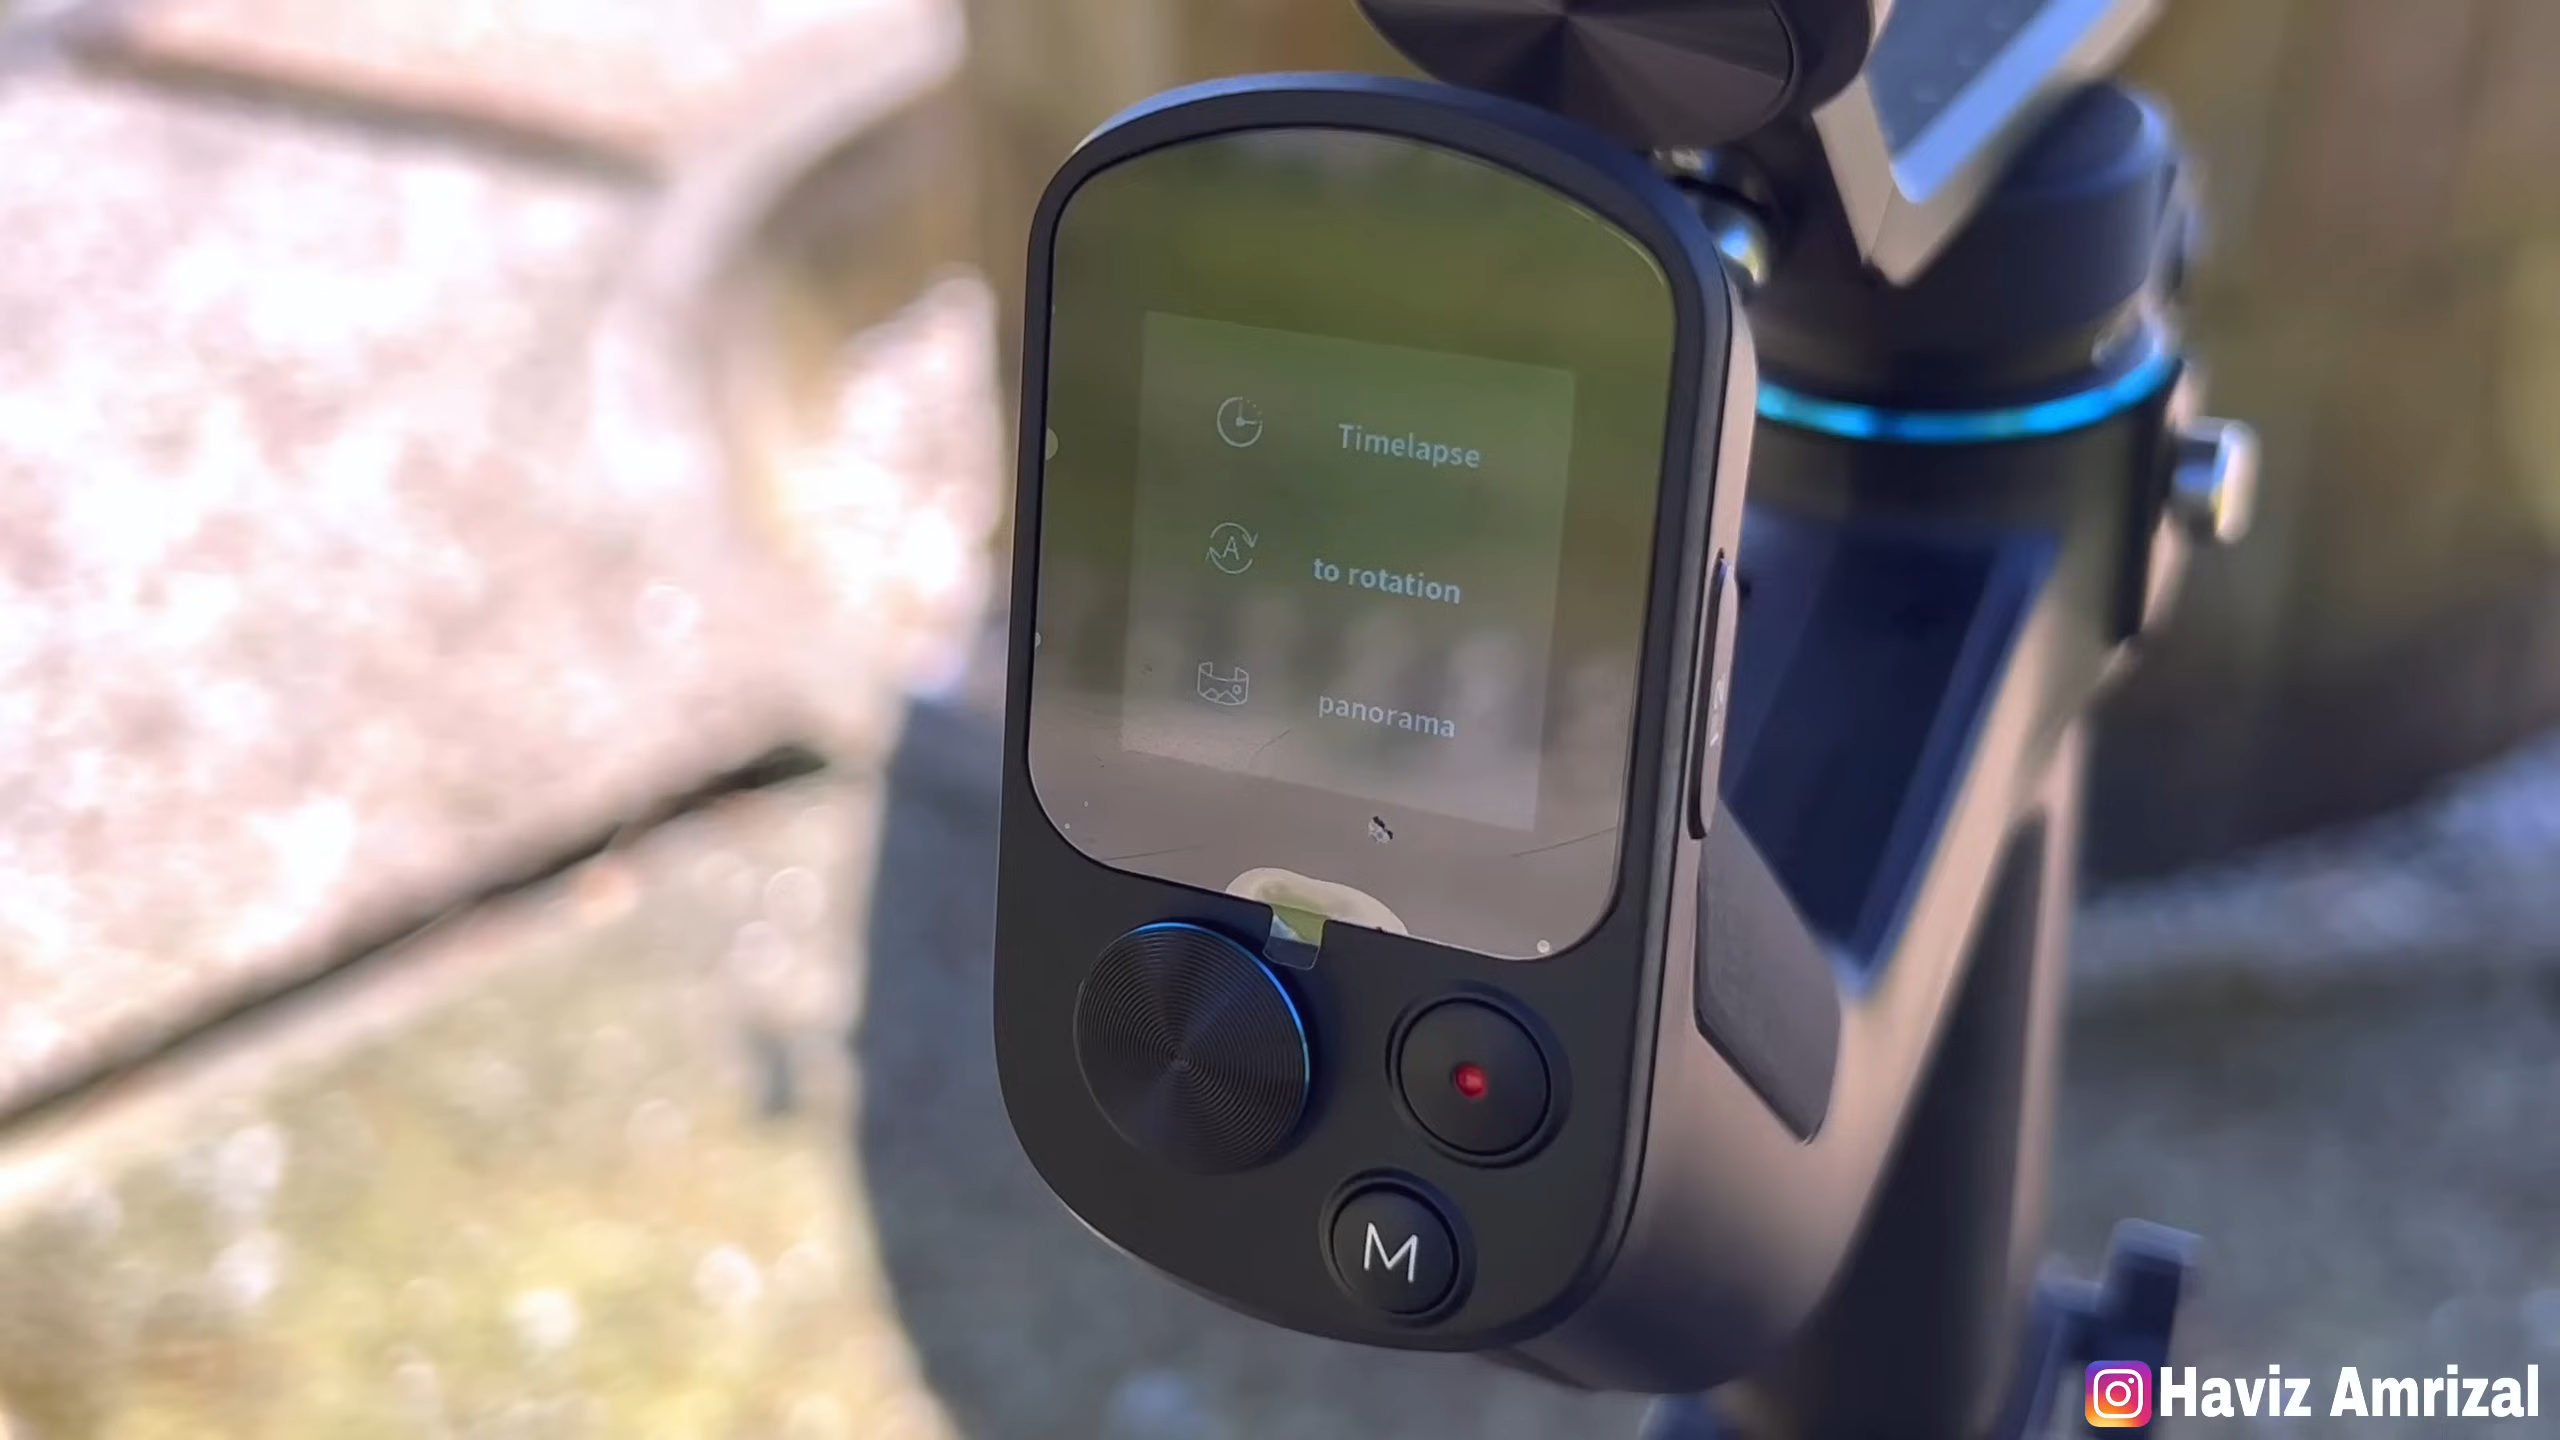 Timelapse
A
to rotation
panorama
M
Haviz Amrizal